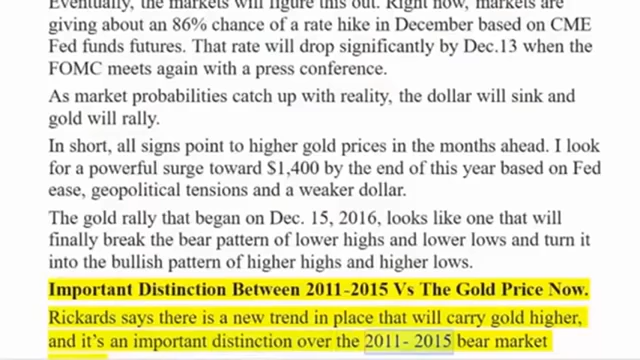 Eventually, the markets will figure this out. Right now, markets are
giving about an 86% chance of a rate hike in December based on CME
Fed funds futures. That rate will drop significantly by Dec.13 when the
FOMC meets again with a press conference.
As market probabilities catch up with reality, the dollar will sink and
gold will rally.
In short, all signs point to higher gold prices in the months ahead. I look
for a powerful surge toward $1,400 by the end of this year based on Fed
ease, geopolitical tensions and a weaker dollar.
The gold rally that began on Dec. 15, 2016, looks like one that will
finally break the bear pattern of lower highs and lower lows and turn it
into the bullish pattern of higher highs and higher lows.
Important Distinction Between 2011-2015 Vs The Gold Price Now.
Rickards says there is a new trend in place that will carry gold higher,
and it’s an important distinction over the 2011- 2015 bear market